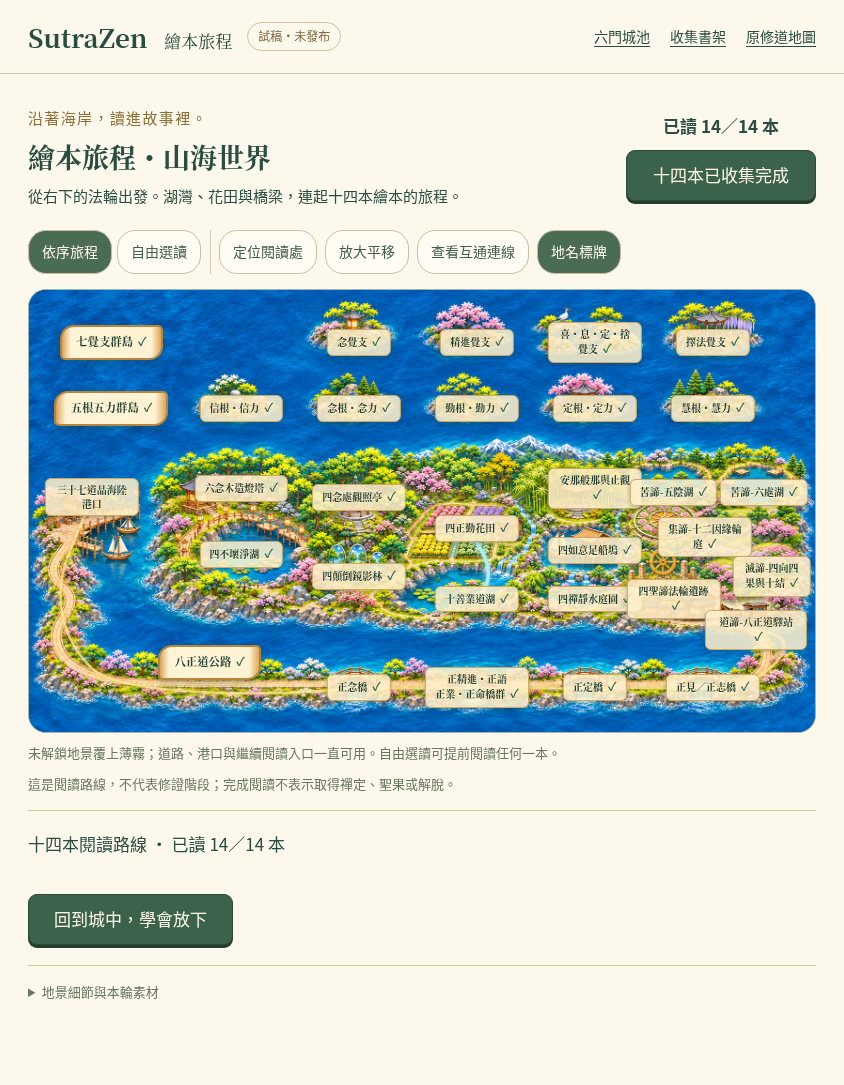 SutraZen 繪本旅程 試稿・未發布 六門城池 收集書架 原修道地圖
沿著海岸，讀進故事裡。
繪本旅程・山海世界
從右下的法輪出發。湖灣、花田與橋梁，連起十四本繪本的旅程。
已讀 14／14 本
十四本已收集完成
依序旅程 自由選讀 定位閱讀處 放大平移 查看互通連線 地名標牌
七覺支群島 ✓
念覺支 ✓
精進覺支 ✓
喜・息・定・捨
覺支 ✓
擇法覺支 ✓
五根五力群島 ✓
信根・信力 ✓
念根・念力 ✓
勤根・勤力 ✓
定根・定力 ✓
慧根・慧力 ✓
三十七道品海陸
港口
六念木造燈塔 ✓
四念處觀照亭 ✓
安那般那與止觀
✓
苦諦-五陰湖 ✓
苦諦-六處湖 ✓
四正勤花田 ✓
集諦-十二因緣輪
庭 ✓
四不壞淨湖 ✓
四如意足船塢 ✓
四顛倒鏡影林 ✓
滅諦-四向四
果與十結 ✓
十善業道湖 ✓
四禪靜水庭園 ✓
四聖諦法輪遺跡
✓
道諦-八正道驛站
✓
八正道公路 ✓
正念橋 ✓
正精進・正語
正業・正命橋群 ✓
正定橋 ✓
正見／正志橋 ✓
未解鎖地景覆上薄霧；道路、港口與繼續閱讀入口一直可用。自由選讀可提前閱讀任何一本。
這是閱讀路線，不代表修證階段；完成閱讀不表示取得禪定、聖果或解脫。
十四本閱讀路線 ・ 已讀 14／14 本
回到城中，學會放下
▶ 地景細節與本輪素材